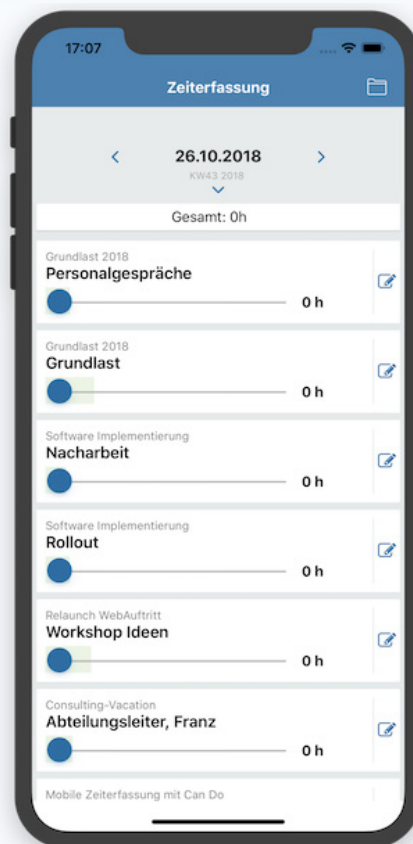 17:07
Zeiterfassung
26.10.2018
KW43 2018
Gesamt: 0h
Grundlast 2018
Personalgespräche
0 h
Grundlast 2018
Grundlast
0 h
Software Implementierung
Nacharbeit
0 h
Software Implementierung
Rollout
0 h
Relaunch WebAuftritt
Workshop Ideen
0 h
Consulting-Vacation
Abteilungsleiter, Franz
0 h
Mobile Zeiterfassung mit Can Do